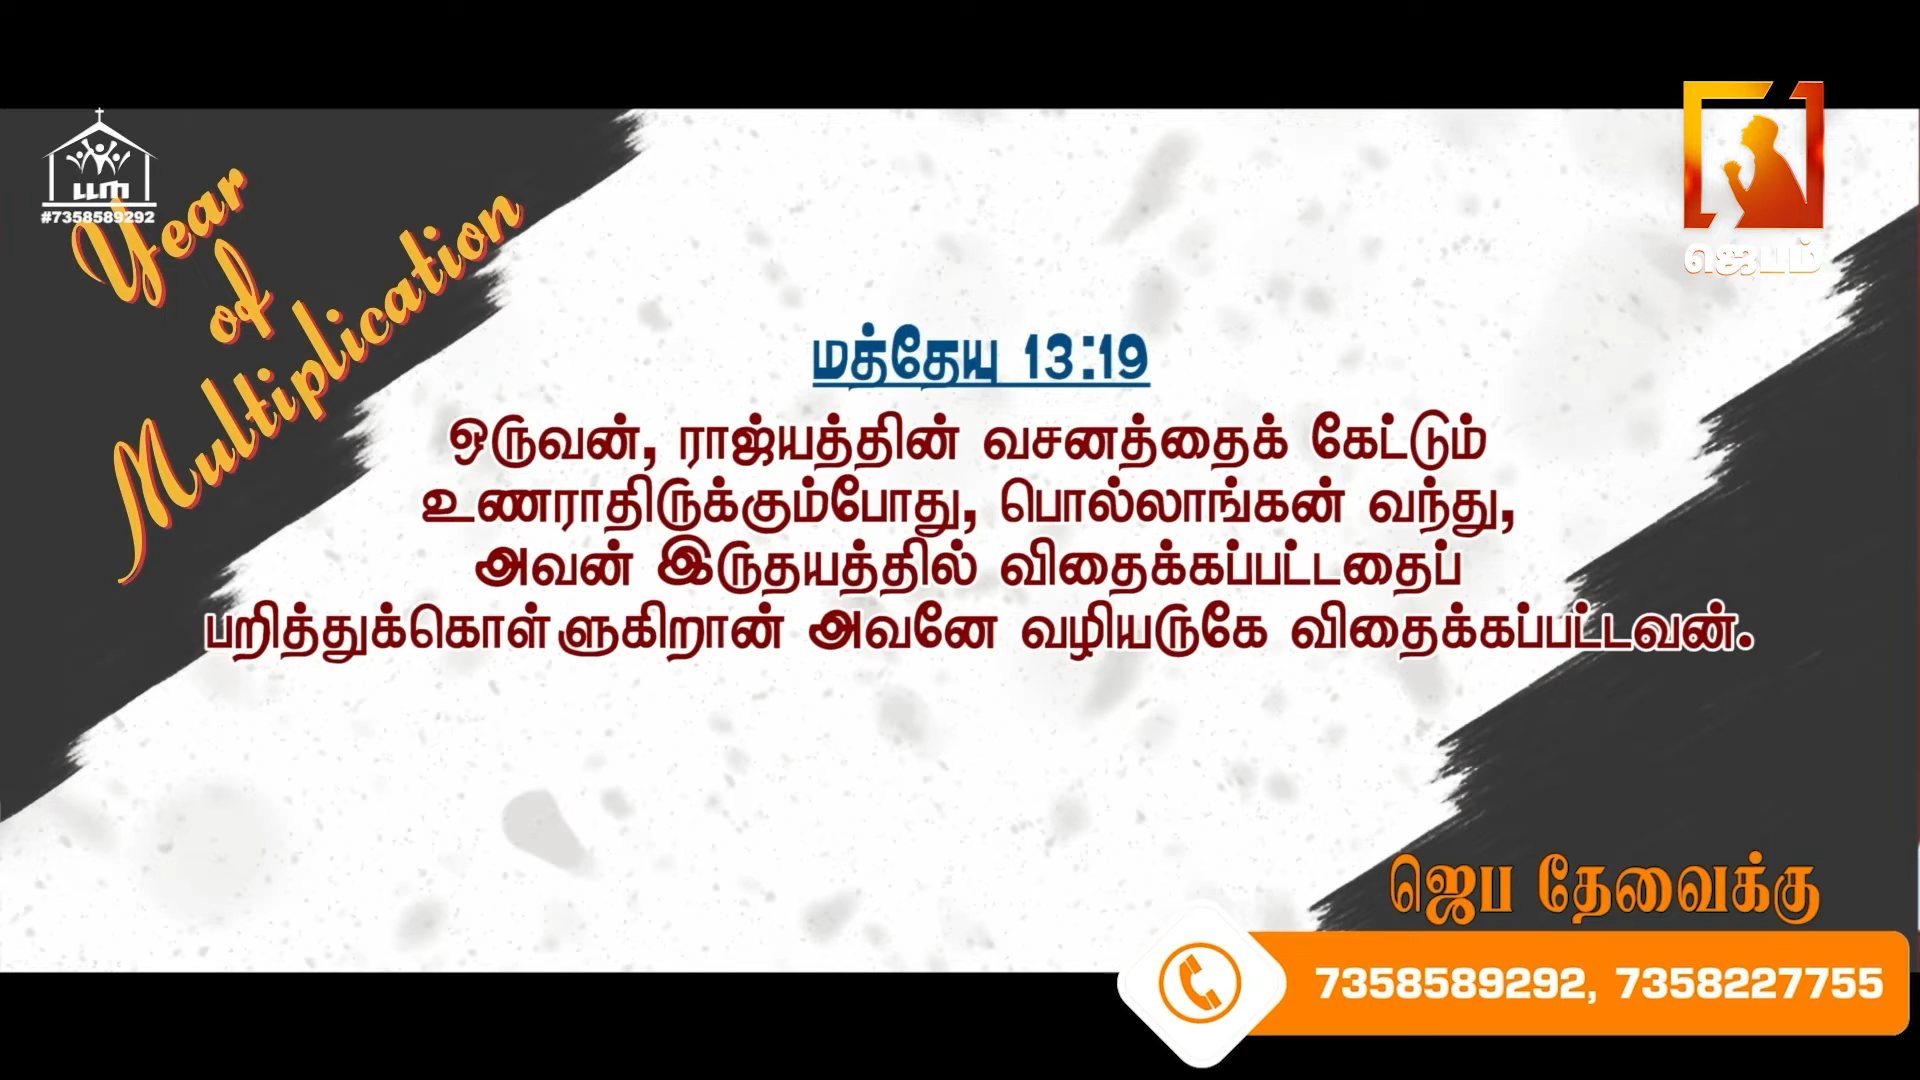 LLM
#7358589292
Year
of
Multiplication
ஜெபம்
மத்தேயு 13:19
ஒருவன், ராஜ்யத்தின் வசனத்தைக் கேட்டும்
உணராதிருக்கும்போது, பொல்லாங்கன் வந்து,
அவன் இருதயத்தில் விதைக்கப்பட்டதைப்
பறித்துக்கொள்ளுகிறான் அவனே வழியருகே விதைக்கப்பட்டவன்.
ஜெப தேவைக்கு
7358589292, 7358227755